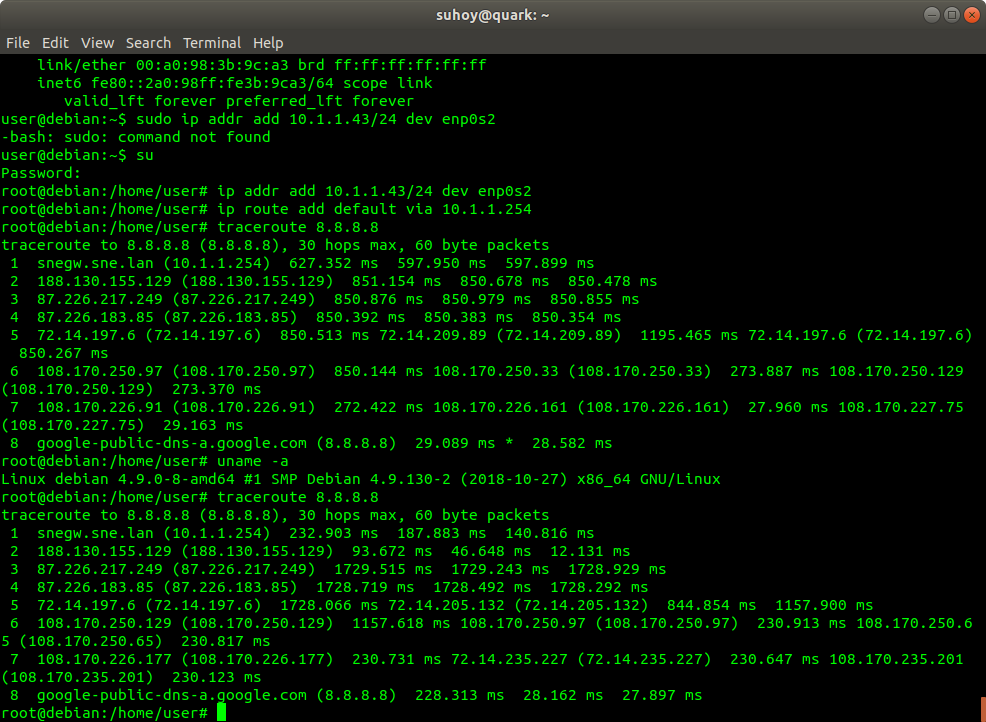 suhoy@quark: ~
File Edit View Search Terminal Help
link/ether 00:a0:98:3b:9c:a3 brd ff:ff:ff:ff:ff:ff
inet6 fe80::2a0:98ff:fe3b:9ca3/64 scope link
valid_lft forever preferred_lft forever
user@debian:~$ sudo ip addr add 10.1.1.43/24 dev enp0s2
-bash: sudo: command not found
user@debian:~$ su
Password:
root@debian:/home/user# ip addr add 10.1.1.43/24 dev enp0s2
root@debian:/home/user# ip route add default via 10.1.1.254
root@debian:/home/user# traceroute 8.8.8.8
traceroute to 8.8.8.8 (8.8.8.8), 30 hops max, 60 byte packets
1  snegw.sne.lan (10.1.1.254)  627.352 ms  597.950 ms  597.899 ms
2  188.130.155.129 (188.130.155.129)  851.154 ms  850.678 ms  850.478 ms
3  87.226.217.249 (87.226.217.249)  850.876 ms  850.979 ms  850.855 ms
4  87.226.183.85 (87.226.183.85)  850.392 ms  850.383 ms  850.354 ms
5  72.14.197.6 (72.14.197.6)  850.513 ms 72.14.209.89 (72.14.209.89)  1195.465 ms 72.14.197.6 (72.14.197.6)
850.267 ms
6  108.170.250.97 (108.170.250.97)  850.144 ms 108.170.250.33 (108.170.250.33)  273.887 ms 108.170.250.129
(108.170.250.129)  273.370 ms
7  108.170.226.91 (108.170.226.91)  272.422 ms 108.170.226.161 (108.170.226.161)  27.960 ms 108.170.227.75
(108.170.227.75)  29.163 ms
8  google-public-dns-a.google.com (8.8.8.8)  29.089 ms *  28.582 ms
root@debian:/home/user# uname -a
Linux debian 4.9.0-8-amd64 #1 SMP Debian 4.9.130-2 (2018-10-27) x86_64 GNU/Linux
root@debian:/home/user# traceroute 8.8.8.8
traceroute to 8.8.8.8 (8.8.8.8), 30 hops max, 60 byte packets
1  snegw.sne.lan (10.1.1.254)  232.903 ms  187.883 ms  140.816 ms
2  188.130.155.129 (188.130.155.129)  93.672 ms  46.648 ms  12.131 ms
3  87.226.217.249 (87.226.217.249)  1729.515 ms  1729.243 ms  1728.929 ms
4  87.226.183.85 (87.226.183.85)  1728.719 ms  1728.492 ms  1728.292 ms
5  72.14.197.6 (72.14.197.6)  1728.066 ms 72.14.205.132 (72.14.205.132)  844.854 ms  1157.900 ms
6  108.170.250.129 (108.170.250.129)  1157.618 ms 108.170.250.97 (108.170.250.97)  230.913 ms 108.170.250.6
5 (108.170.250.65)  230.817 ms
7  108.170.226.177 (108.170.226.177)  230.731 ms 72.14.235.227 (72.14.235.227)  230.647 ms 108.170.235.201
(108.170.235.201)  230.123 ms
8  google-public-dns-a.google.com (8.8.8.8)  228.313 ms  28.162 ms  27.897 ms
root@debian:/home/user#